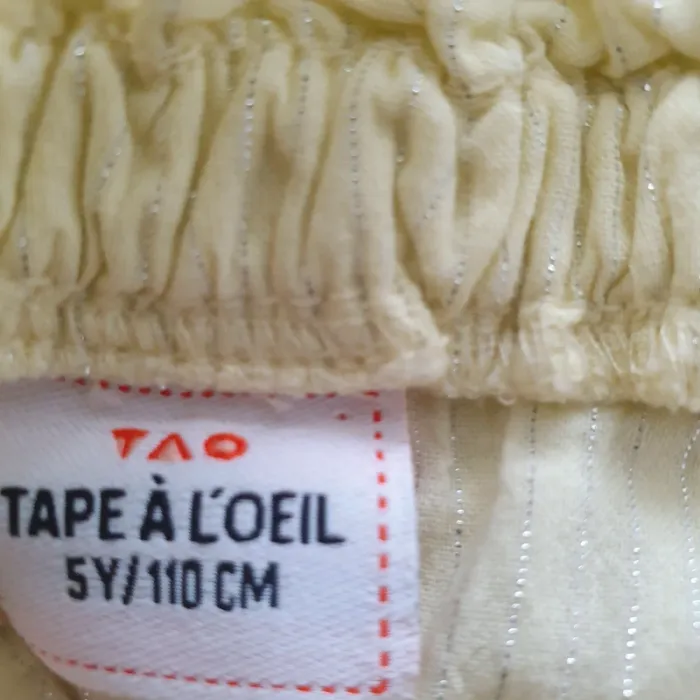 TAO
TAPE À L'OEIL
5Y/110 CM